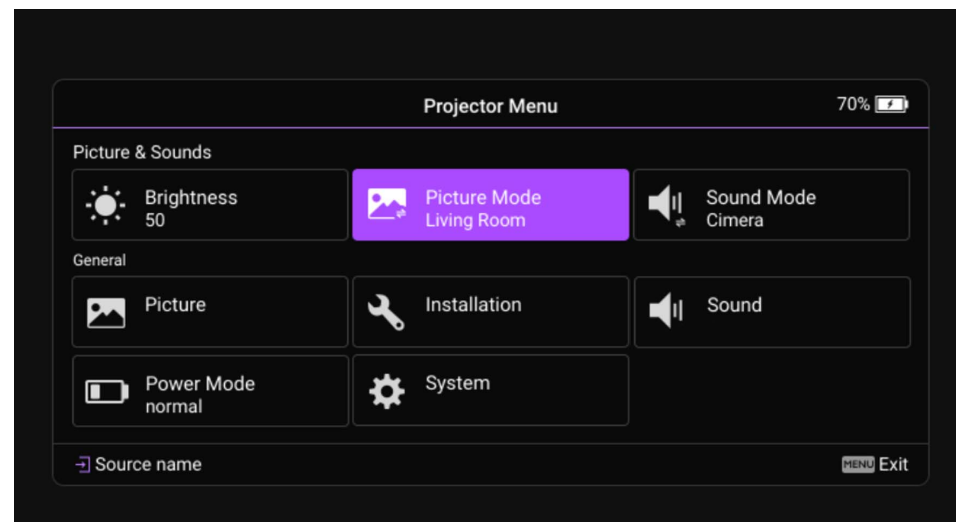 Projector Menu
70%
Picture & Sounds
Brightness
50
Picture Mode
Living Room
Sound Mode
Cimera
General
Picture
Installation
Sound
Power Mode
normal
System
Source name
MENU Exit